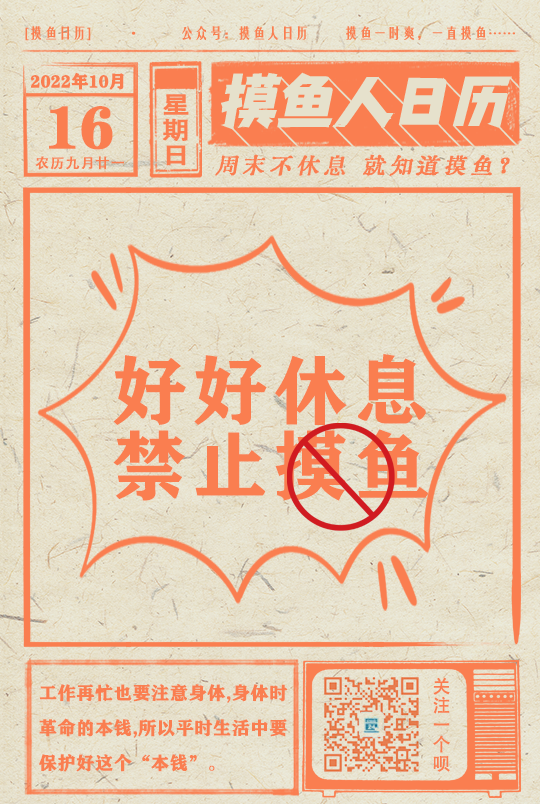 [摸鱼日历]
·
公众号：摸鱼人日历
摸鱼一时爽，一直摸鱼……
2022年10月
16
农历九月廿一
星期日
摸鱼人日历
周末不休息 就知道摸鱼？
好好休息
禁止摸鱼
工作再忙也要注意身体,身体时
革命的本钱,所以平时生活中要
保护好这个“本钱”。
关注一个呗